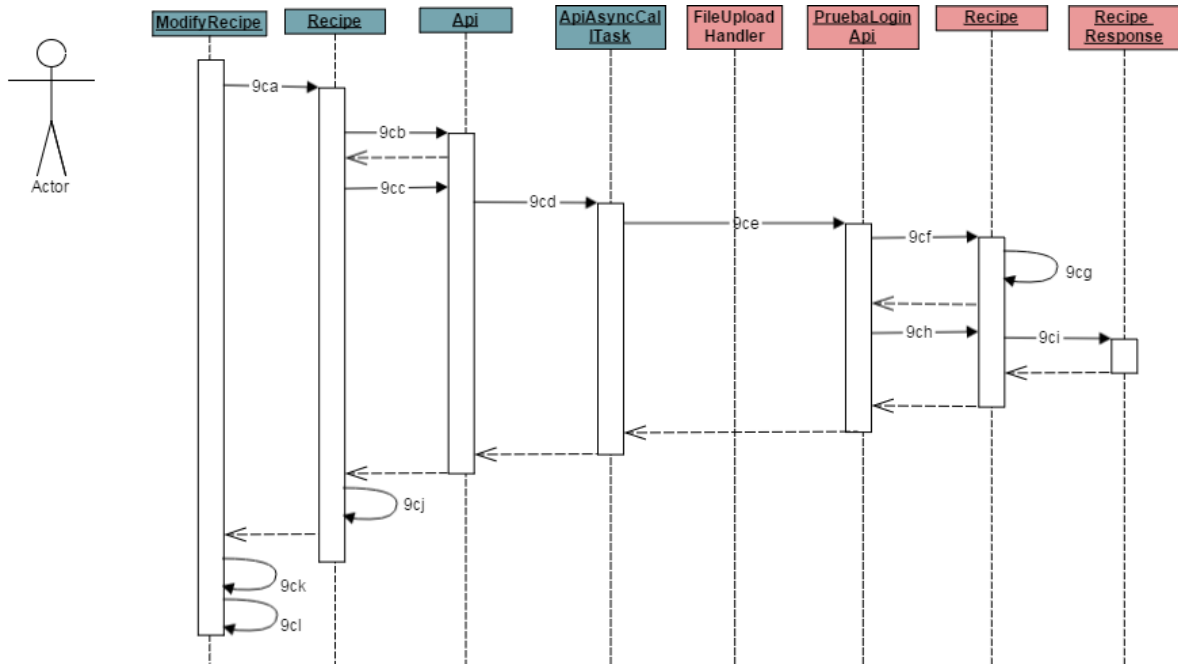 ModifyRecipe
Recipe
Api
ApiAsyncCal
lTask
FileUpload
Handler
PruebaLogin
Api
Recipe
Recipe
Response
Actor
9ca
9cb
9cc
9cd
9ce
9cf
9cg
9ch
9ci
9cj
9ck
9cl